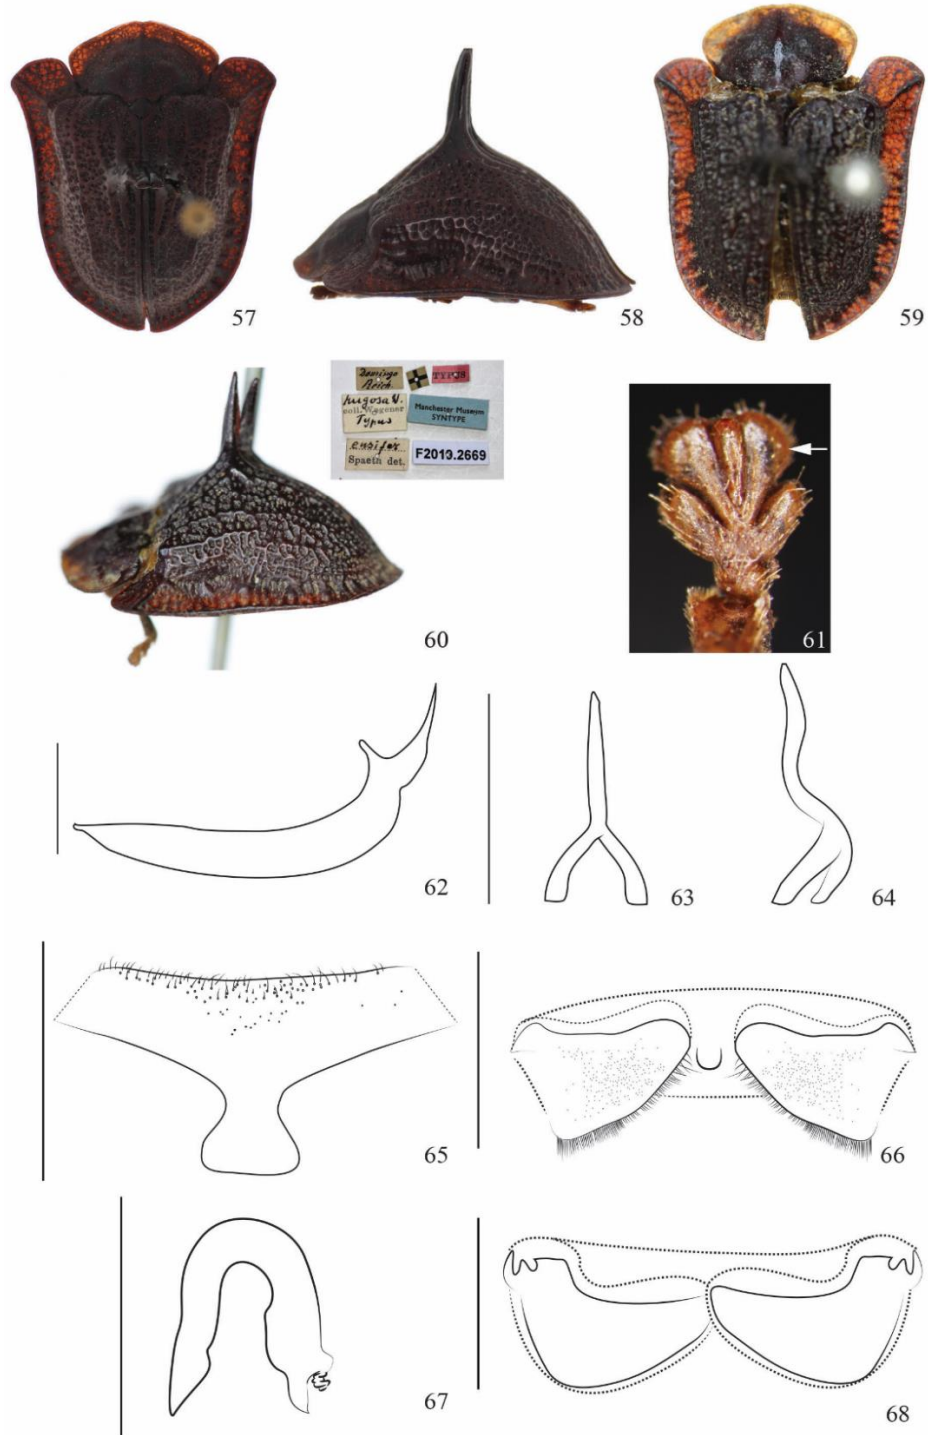 57
58
59
Domingo
Reich.
TYPUS
rugosa V.
coll. Wagener
Typus
Manchester Museum
SYNTYPE
ensifer
Spaeth det.
F2013.2669
60
61
62
63
64
65
66
67
68